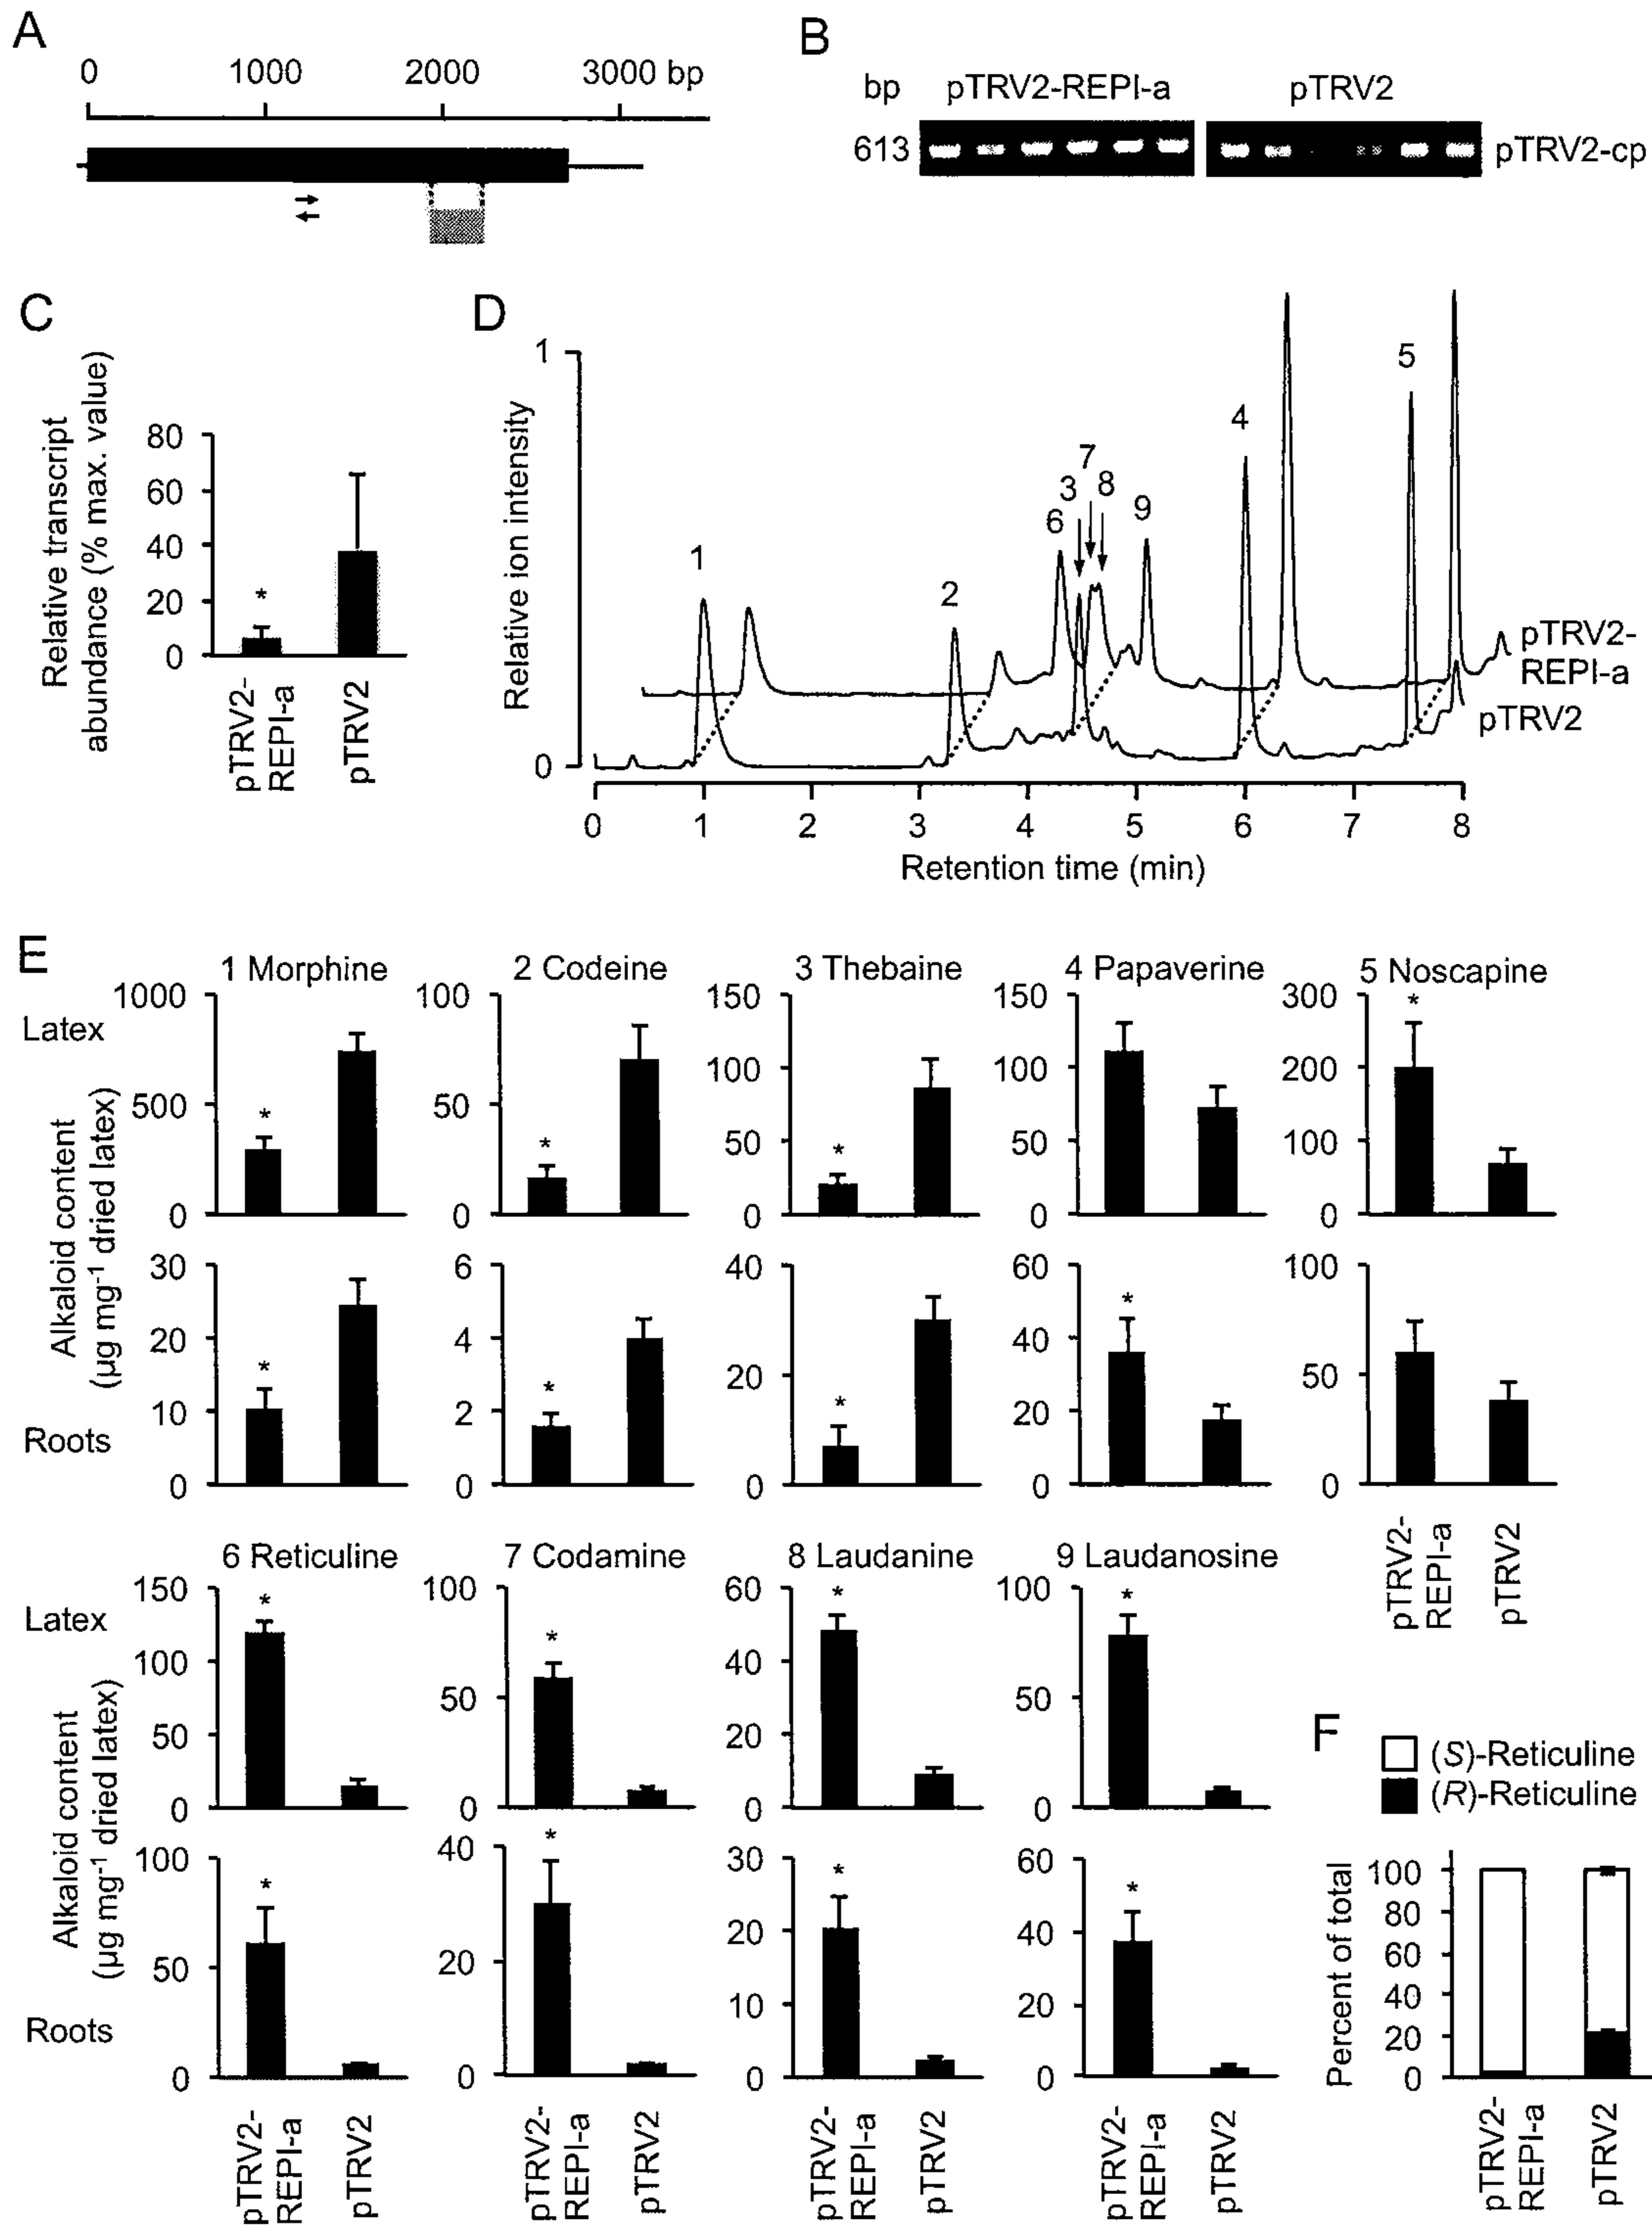 A
0 1000 2000 3000 bp
B
bp pTRV2-REPI-a pTRV2
613 pTRV2-cp
C
Relative transcript
abundance (% max. value)
80
60
40
20
0
*
pTRV2-
REPI-a
pTRV2
D
Relative ion intensity
1
0
1
2
6
3
7
8
9
4
5
pTRV2-
REPI-a
pTRV2
0 1 2 3 4 5 6 7 8
Retention time (min)
E
Latex
Alkaloid content
(µg mg-1 dried latex)
Roots
1 Morphine
1000
500
0
*
30
20
10
0
*
2 Codeine
100
50
0
*
6
4
2
0
*
3 Thebaine
150
100
50
0
*
40
20
0
*
4 Papaverine
150
100
50
0
60
40
20
0
*
5 Noscapine
300
200
100
0
*
100
50
0
pTRV2-
REPI-a
pTRV2
Latex
Alkaloid content
(µg mg-1 dried latex)
Roots
6 Reticuline
150
100
50
0
*
100
50
0
*
pTRV2-
REPI-a
pTRV2
7 Codamine
100
50
0
*
40
20
0
*
pTRV2-
REPI-a
pTRV2
8 Laudanine
60
40
20
0
*
30
20
10
0
*
pTRV2-
REPI-a
pTRV2
9 Laudanosine
100
50
0
*
60
40
20
0
*
pTRV2-
REPI-a
pTRV2
F
(S)-Reticuline
(R)-Reticuline
Percent of total
100
80
60
40
20
0
pTRV2-
REPI-a
pTRV2